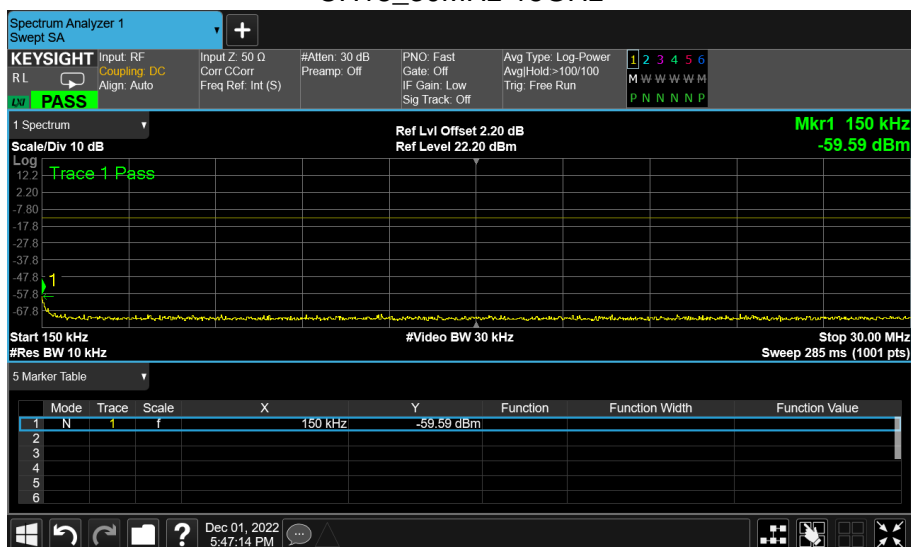 Spectrum Analyzer 1
Swept SA
KEYSIGHT
RL
LXI
PASS
Input: RF
Coupling: DC
Align: Auto
Input Z: 50 Ω
Corr CCorr
Freq Ref: Int (S)
#Atten: 30 dB
Preamp: Off
PNO: Fast
Gate: Off
IF Gain: Low
Sig Track: Off
Avg Type: Log-Power
Avg|Hold:>100/100
Trig: Free Run
1 2 3 4 5 6
M W W W W M
P N N N N P
1 Spectrum
Scale/Div 10 dB
Ref Lvl Offset 2.20 dB
Ref Level 22.20 dBm
Mkr1 150 kHz
-59.59 dBm
Log
Trace 1 Pass
12.2
2.20
-7.80
-17.8
-27.8
-37.8
-47.8
-57.8
-67.8
1
Start 150 kHz
#Video BW 30 kHz
Stop 30.00 MHz
#Res BW 10 kHz
Sweep 285 ms (1001 pts)
5 Marker Table
Mode Trace Scale X Y Function Function Width Function Value
1 N 1 f 150 kHz -59.59 dBm
2
3
4
5
6
?
Dec 01, 2022
5:47:14 PM